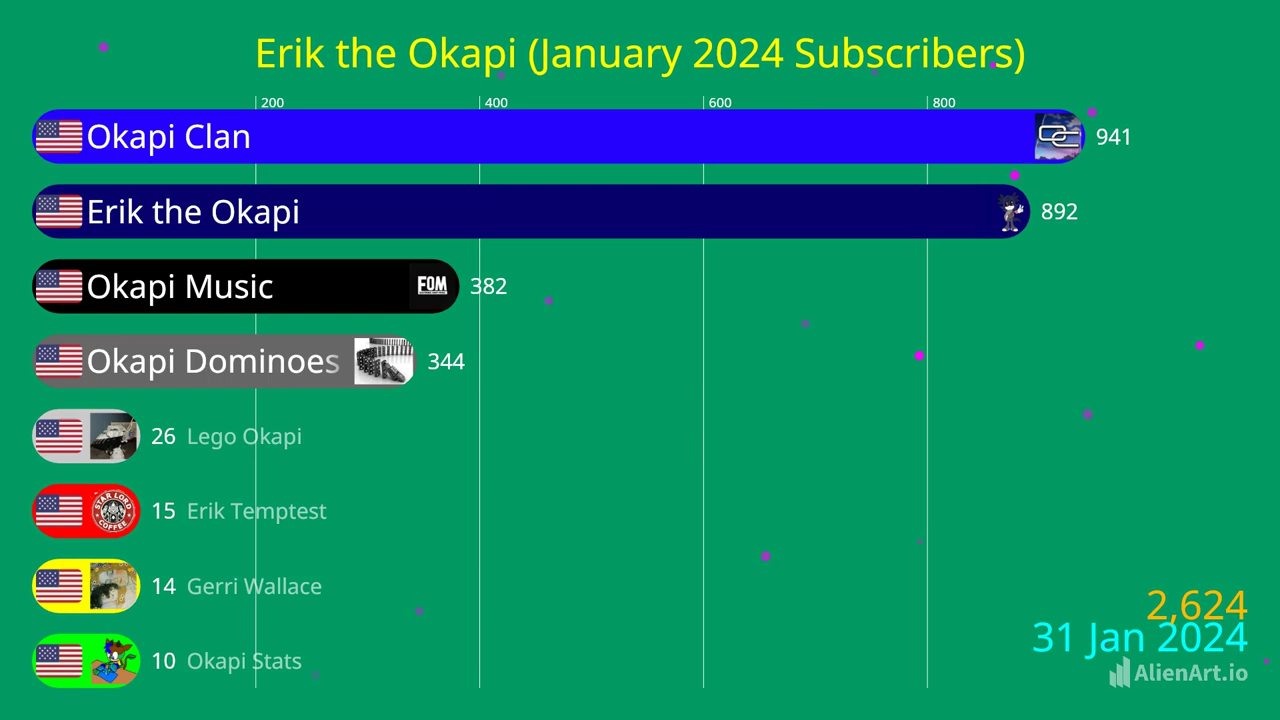 Erik the Okapi (January 2024 Subscribers)
200 400 600 800
Okapi Clan 941
Erik the Okapi 892
Okapi Music FOM 382
Okapi Dominoes 344
26 Lego Okapi
STAR LORD COFFEE 15 Erik Temptest
14 Gerri Wallace
10 Okapi Stats
2,624
31 Jan 2024
AlienArt.io